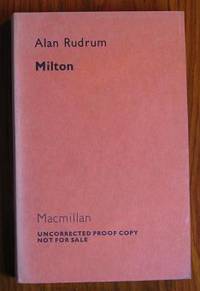 Alan Rudrum
Milton
Macmillan
UNCORRECTED PROOF COPY
NOT FOR SALE